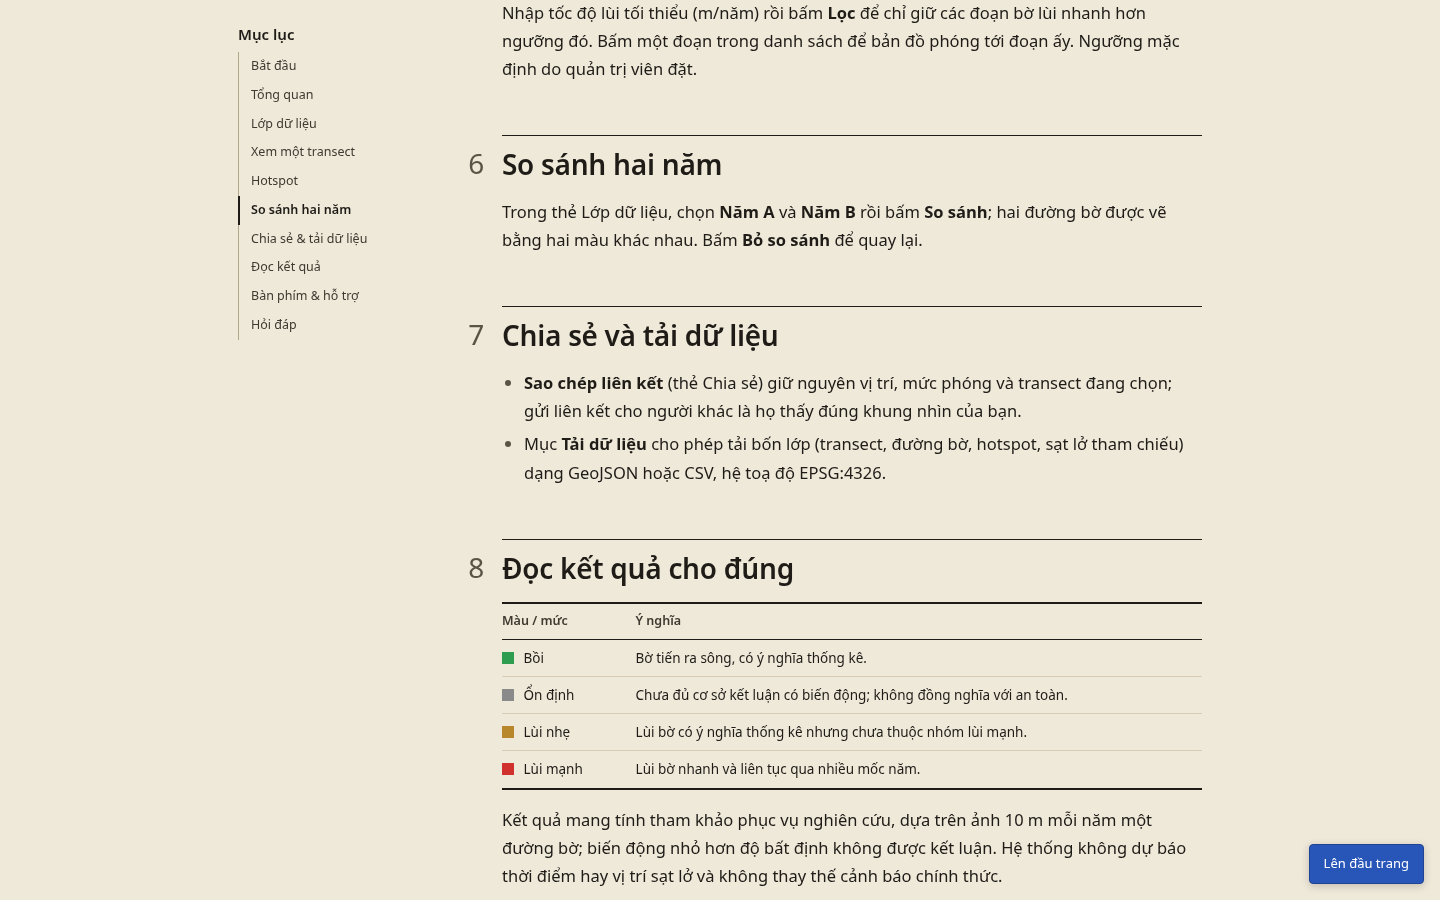 Mục lục
Bắt đầu
Tổng quan
Lớp dữ liệu
Xem một transect
Hotspot
So sánh hai năm
Chia sẻ & tải dữ liệu
Đọc kết quả
Bàn phím & hỗ trợ
Hỏi đáp
Nhập tốc độ lùi tối thiểu (m/năm) rồi bấm Lọc để chỉ giữ các đoạn bờ lùi nhanh hơn
ngưỡng đó. Bấm một đoạn trong danh sách để bản đồ phóng tới đoạn ấy. Ngưỡng mặc
định do quản trị viên đặt.
6 So sánh hai năm
Trong thẻ Lớp dữ liệu, chọn Năm A và Năm B rồi bấm So sánh; hai đường bờ được vẽ
bằng hai màu khác nhau. Bấm Bỏ so sánh để quay lại.
7 Chia sẻ và tải dữ liệu
Sao chép liên kết (thẻ Chia sẻ) giữ nguyên vị trí, mức phóng và transect đang chọn;
gửi liên kết cho người khác là họ thấy đúng khung nhìn của bạn.
Mục Tải dữ liệu cho phép tải bốn lớp (transect, đường bờ, hotspot, sạt lở tham chiếu)
dạng GeoJSON hoặc CSV, hệ toạ độ EPSG:4326.
8 Đọc kết quả cho đúng
Màu / mức Ý nghĩa
Bồi Bờ tiến ra sông, có ý nghĩa thống kê.
Ổn định Chưa đủ cơ sở kết luận có biến động; không đồng nghĩa với an toàn.
Lùi nhẹ Lùi bờ có ý nghĩa thống kê nhưng chưa thuộc nhóm lùi mạnh.
Lùi mạnh Lùi bờ nhanh và liên tục qua nhiều mốc năm.
Kết quả mang tính tham khảo phục vụ nghiên cứu, dựa trên ảnh 10 m mỗi năm một
đường bờ; biến động nhỏ hơn độ bất định không được kết luận. Hệ thống không dự báo
thời điểm hay vị trí sạt lở và không thay thế cảnh báo chính thức.
Lên đầu trang